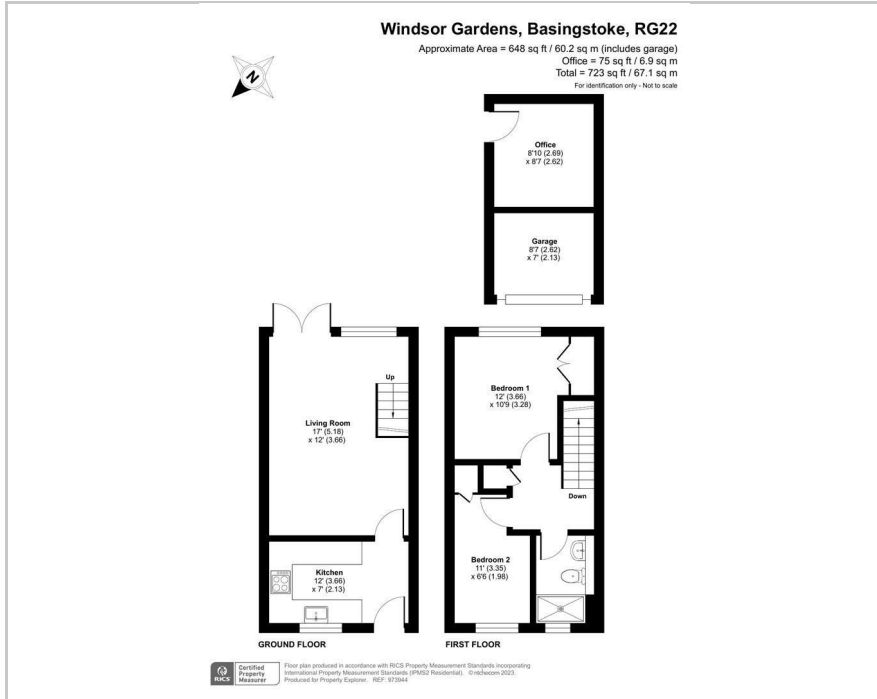 Windsor Gardens, Basingstoke, RG22
Approximate Area = 648 sq ft / 60.2 sq m (includes garage)
Office = 75 sq ft / 6.9 sq m
Total = 723 sq ft / 67.1 sq m
For identification only - Not to scale
N
Office
8'10 (2.69)
x 8'7 (2.62)
Garage
8'7 (2.62)
x 7' (2.13)
Up
Living Room
17' (5.18)
x 12' (3.66)
Kitchen
12' (3.66)
x 7' (2.13)
GROUND FLOOR
Bedroom 1
12' (3.66)
x 10'9 (3.28)
Down
Bedroom 2
11' (3.35)
x 6'6 (1.98)
FIRST FLOOR
RICS
Certified
Property
Measurer
Floor plan produced in accordance with RICS Property Measurement Standards incorporating
International Property Measurement Standards (IPMS2 Residential). © nichecom 2023.
Produced for Property Explorer. REF: 973944